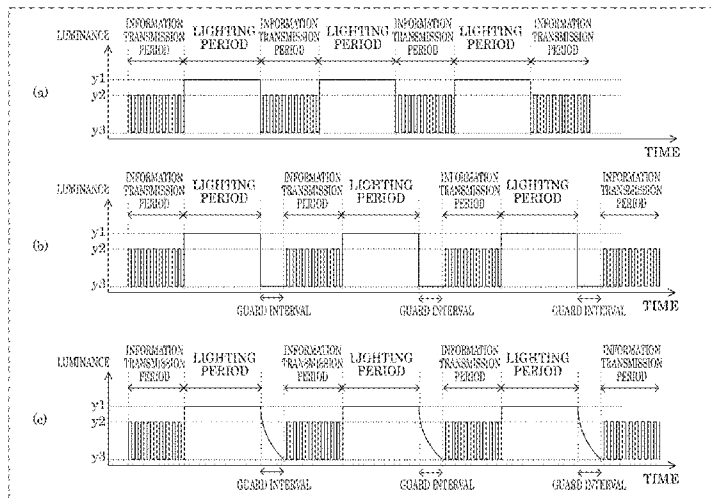 INFORMATION TRANSMISSION PERIOD
LIGHTING PERIOD
INFORMATION TRANSMISSION PERIOD
LIGHTING PERIOD
INFORMATION TRANSMISSION PERIOD
LIGHTING PERIOD
INFORMATION TRANSMISSION PERIOD
LUMINANCE
y1
y2
(a)
y3
TIME
INFORMATION TRANSMISSION PERIOD
LIGHTING PERIOD
INFORMATION TRANSMISSION PERIOD
LIGHTING PERIOD
INFORMATION TRANSMISSION PERIOD
LIGHTING PERIOD
INFORMATION TRANSMISSION PERIOD
LUMINANCE
y1
y2
(b)
y3
TIME
GUARD INTERVAL
GUARD INTERVAL
GUARD INTERVAL
INFORMATION TRANSMISSION PERIOD
LIGHTING PERIOD
INFORMATION TRANSMISSION PERIOD
LIGHTING PERIOD
INFORMATION TRANSMISSION PERIOD
LIGHTING PERIOD
INFORMATION TRANSMISSION PERIOD
LUMINANCE
y1
y2
(c)
y3
TIME
GUARD INTERVAL
GUARD INTERVAL
GUARD INTERVAL